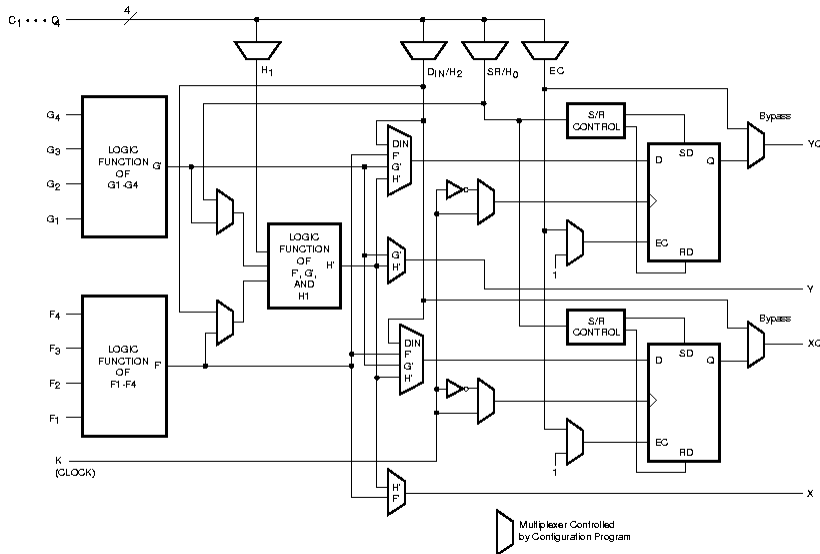 4
C1 • • • C4
H1
DIN/H2
SR/H0
EC
G4
G3
G2
G1
LOGIC
FUNCTION
OF
G1-G4
G'
DIN
F'
G'
H'
S/R
CONTROL
Bypass
D
SD
Q
YQ
EC
RD
1
LOGIC
FUNCTION
OF
F', G',
AND
H1
H'
G'
H'
Y
F4
F3
F2
F1
LOGIC
FUNCTION
OF
F1-F4
F'
DIN
F'
G'
H'
S/R
CONTROL
Bypass
D
SD
Q
XQ
EC
RD
1
K
(CLOCK)
H'
F'
X
Multiplexer Controlled
by Configuration Program